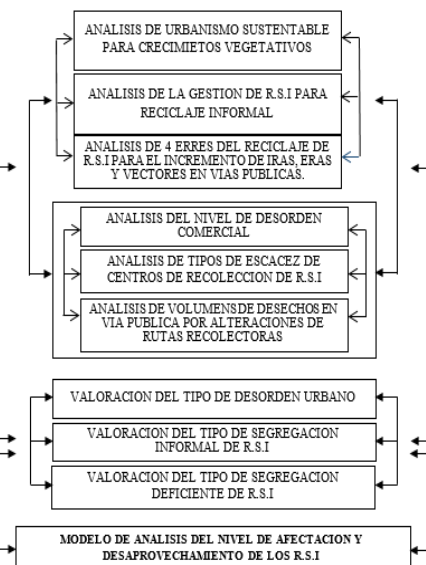 ANALISIS DE URBANISMO SUSTENTABLE
PARA CRECIMIETOS VEGETATIVOS
ANALISIS DE LA GESTION DE R.S.I PARA
RECICLAJE INFORMAL
ANALISIS DE 4 ERRES DEL RECICLAJE DE
R.S.I PARA EL INCREMENTO DE IRAS, ERAS
Y VECTORES EN VIAS PUBLICAS.
ANALISIS DEL NIVEL DE DESORDEN
COMERCIAL
ANALISIS DE TIPOS DE ESCACEZ DE
CENTROS DE RECOLECCION DE R.S.I
ANALISIS DE VOLUMENS DE DESECHOS EN
VIA PUBLICA POR ALTERACIONES DE
RUTAS RECOLECTORAS
VALORACION DEL TIPO DE DESORDEN URBANO
VALORACION DEL TIPO DE SEGREGACION
INFORMAL DE R.S.I
VALORACION DEL TIPO DE SEGREGACION
DEFICIENTE DE R.S.I
MODELO DE ANALISIS DEL NIVEL DE AFECTACION Y
DESAPROVECHAMIENTO DE LOS R.S.I